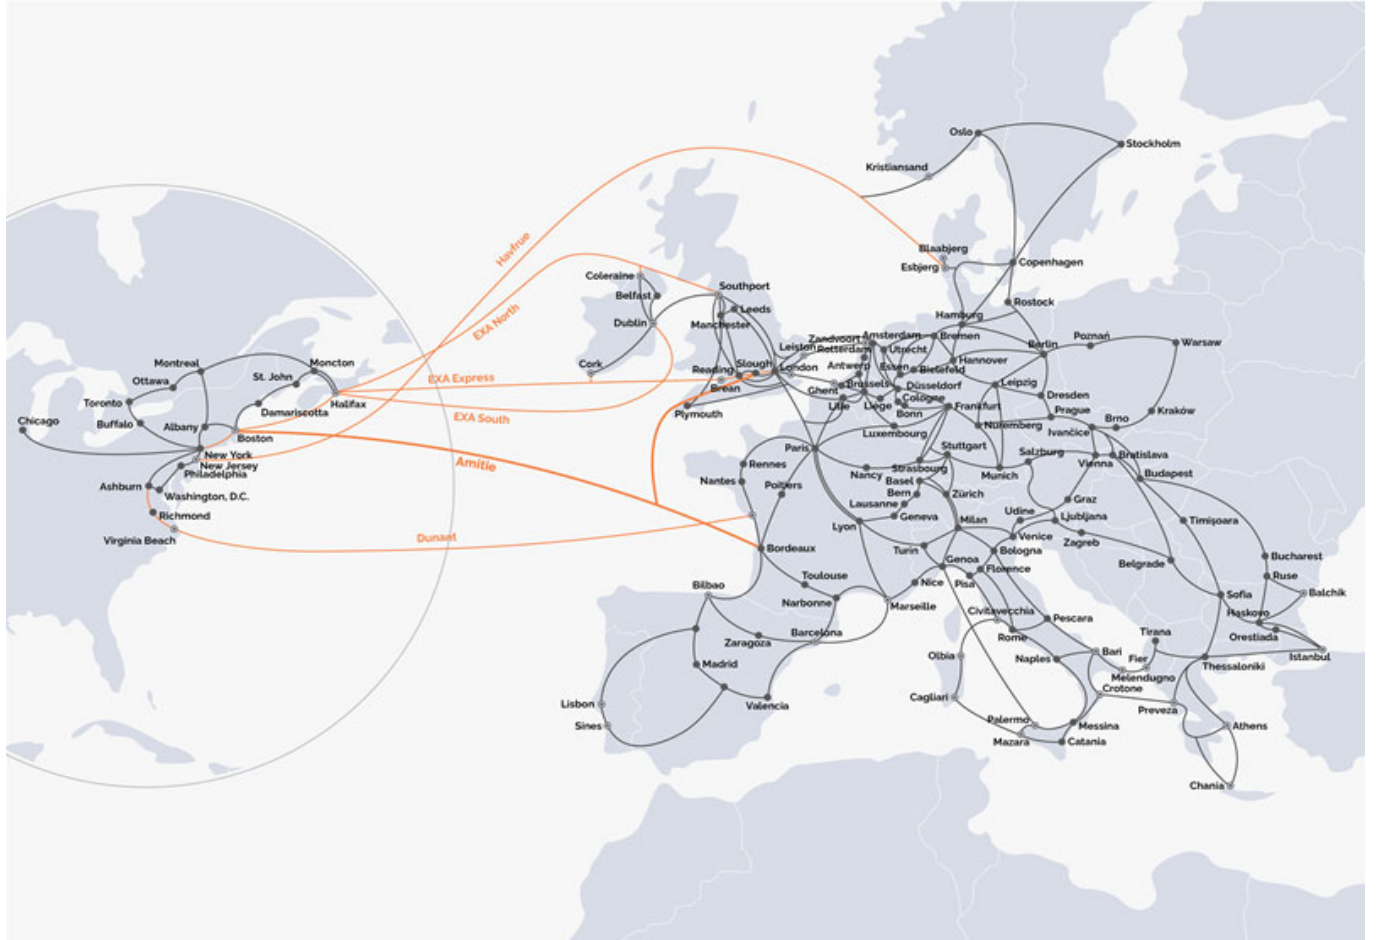 Oslo
Stockholm
Kristiansand
Havfrue
Blaabjerg
Esbjerg
Copenhagen
Coleraine
Belfast
Dublin
Cork
Southport
Leeds
Manchester
Rostock
Hamburg
EXA North
EXA Express
EXA South
Amitie
Dunant
Montreal
Moncton
Ottawa
St. John
Toronto
Halifax
Damariscotta
Chicago
Buffalo
Albany
Boston
New York
New Jersey
Philadelphia
Ashburn
Washington, D.C.
Richmond
Virginia Beach
Leiston
Zandvoort
Rotterdam
Amsterdam
Utrecht
Bremen
Hannover
Berlin
Poznań
Warsaw
Slough
London
Reading
Brean
Plymouth
Antwerp
Essen
Bielefeld
Ghent
Brussels
Düsseldorf
Cologne
Lille
Liege
Bonn
Leipzig
Dresden
Frankfurt
Prague
Kraków
Nuremberg
Ivančice
Brno
Luxembourg
Paris
Rennes
Nantes
Poitiers
Nancy
Strasbourg
Stuttgart
Salzburg
Munich
Vienna
Bratislava
Budapest
Basel
Bern
Zürich
Lausanne
Geneva
Lyon
Graz
Udine
Ljubljana
Zagreb
Timișoara
Milan
Venice
Turin
Bologna
Genoa
Florence
Pisa
Bordeaux
Belgrade
Bucharest
Ruse
Balchik
Bilbao
Toulouse
Narbonne
Nice
Marseille
Sofia
Haskovo
Orestiada
Istanbul
Zaragoza
Barcelona
Civitavecchia
Rome
Pescara
Tirana
Madrid
Olbia
Naples
Bari
Fier
Melendugno
Thessaloniki
Lisbon
Sines
Valencia
Cagliari
Crotone
Preveza
Palermo
Messina
Mazara
Catania
Athens
Chania